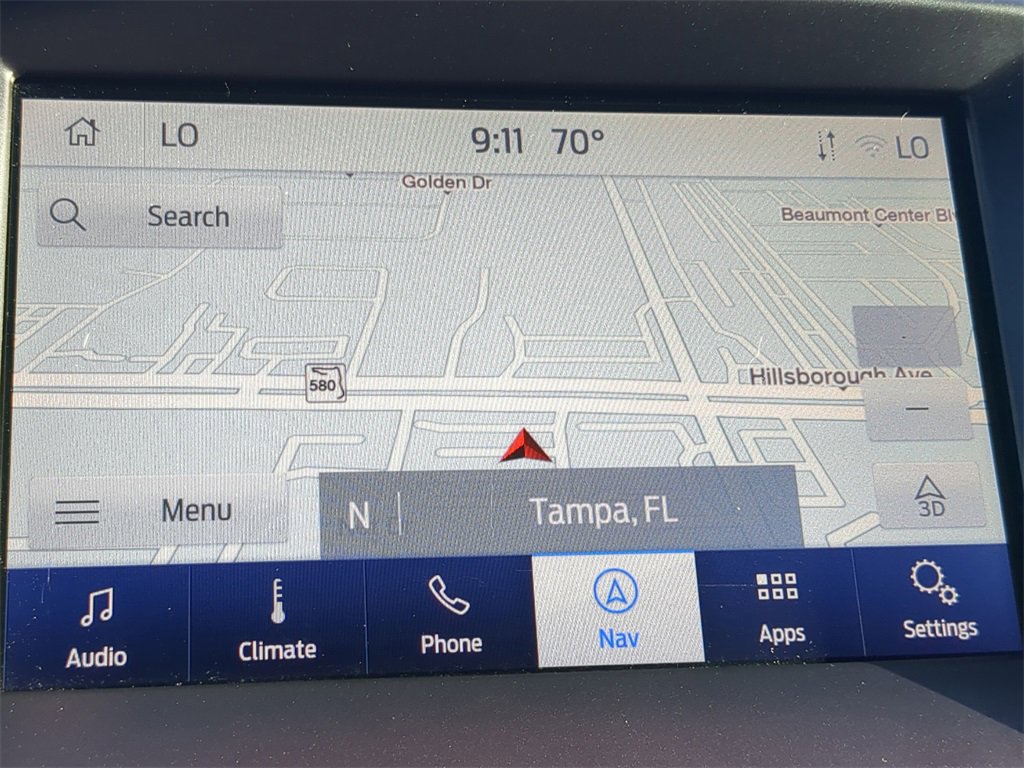 LO
9:11 70°
LO
Golden Dr
Search
Beaumont Center Bl
580
Hillsborough Ave
Menu
N
Tampa, FL
3D
Audio
Climate
Phone
Nav
Apps
Settings